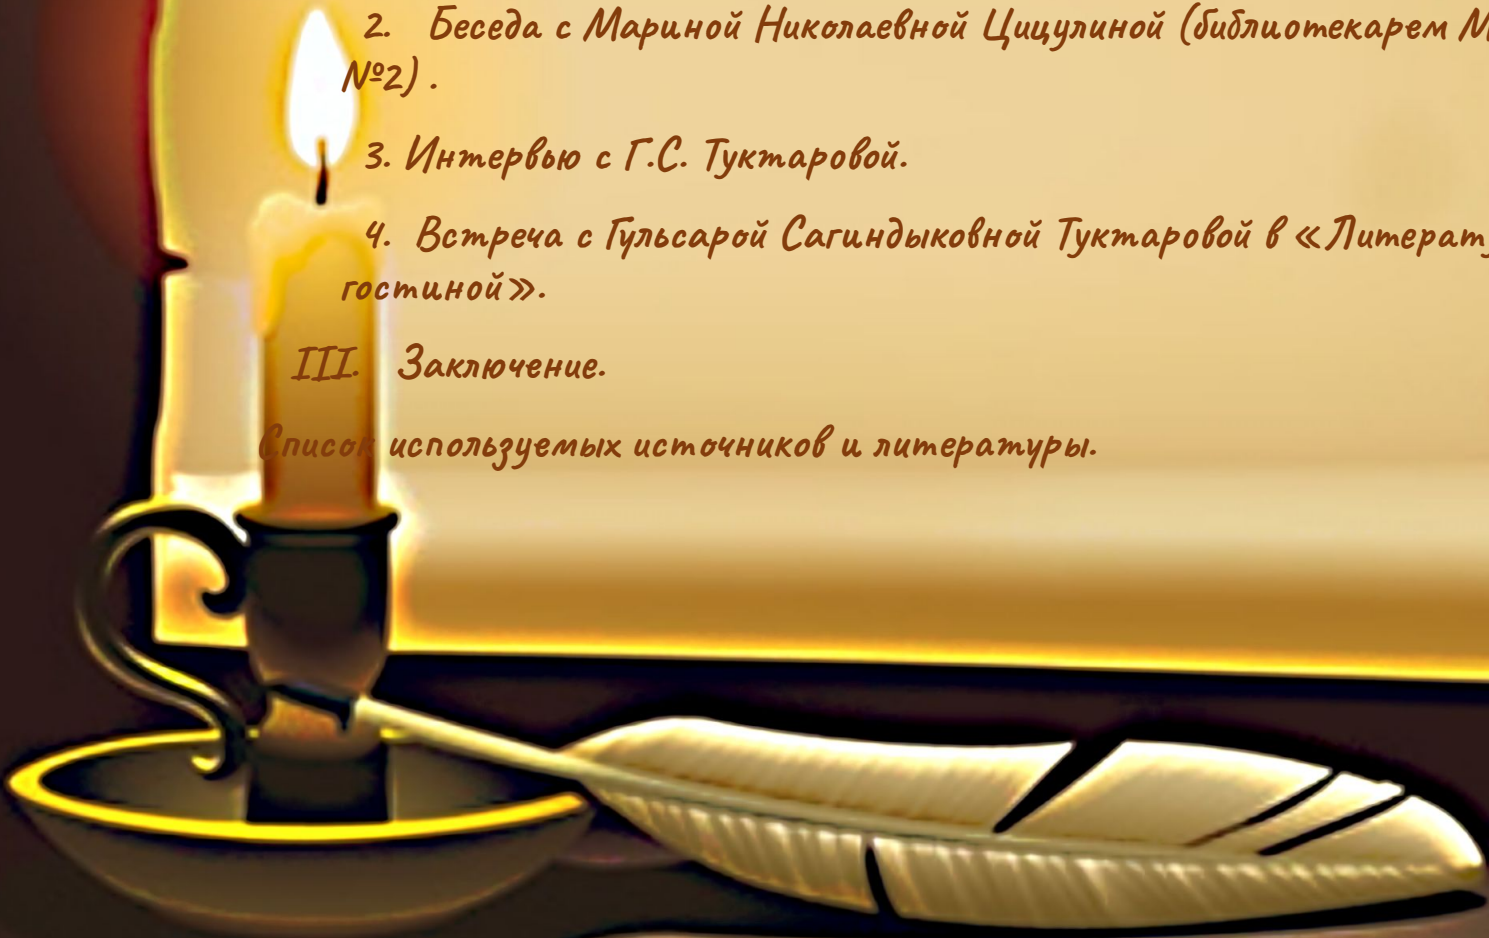 2. Беседа с Мариной Николаевной Цицулиной (библиотекарем
№2) .
3. Интервью с Г.С. Туктаровой.
4. Встреча с Гульсарой Сагиндыковной Туктаровой в «Литерат
гостиной».
III. Заключение.
Список используемых источников и литературы.